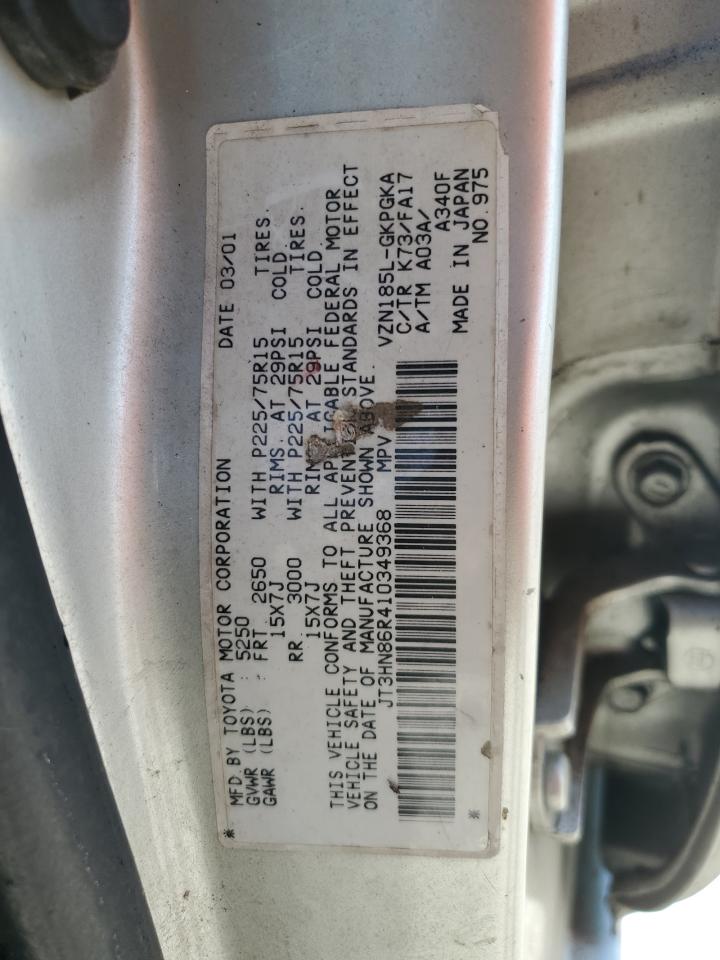 MFD BY TOYOTA MOTOR CORPORATION DATE 03/01
GVWR (LBS) : 5250
GAWR (LBS) FRT 2650 WITH P225/75R15 TIRES.
15X7J RIMS. AT 29PSI COLD.
RR 3000 WITH P225/75R15 TIRES.
15X7J RIMS AT 29PSI COLD.
THIS VEHICLE CONFORMS TO ALL APPLICABLE FEDERAL MOTOR
VEHICLE SAFETY AND THEFT PREVENTION STANDARDS IN EFFECT
ON THE DATE OF MANUFACTURE SHOWN ABOVE.
JT3HN86R410349368 MPV VZN185L-GKPGKA
C/TR K73/FA17
A/TM A03A/
A340F
MADE IN JAPAN
NO.975